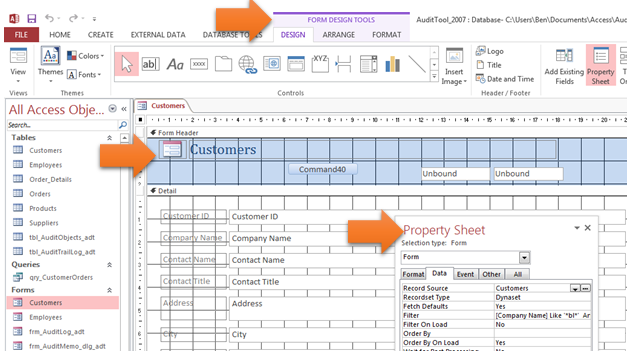 FORM DESIGN TOOLS
AuditTool_2007 : Database- C:\Users\Ben\Documents\Access\Aud
FILE HOME CREATE EXTERNAL DATA DATABASE TOOLS DESIGN ARRANGE FORMAT
View
Themes
Colors
Fonts
Aa
ab
XYZ
xxxx
Insert Image
Logo
Title
Date and Time
Add Existing Fields
Property Sheet
Views Themes Controls Header / Footer
All Access Obje...
Search...
Tables
Customers
Employees
Order_Details
Orders
Products
Suppliers
tbl_AuditObjects_adt
tbl_AuditTrailLog_adt
Queries
qry_CustomerOrders
Forms
Customers
Employees
frm_AuditLog_adt
frm_AuditMemo_dlg_adt
Customers
Form Header
Customers
Command40
Unbound Unbound
Detail
Customer ID Customer ID
Company Name Company Name
Contact Name Contact Name
Contact Title Contact Title
Address Address
City City
Property Sheet
Selection type: Form
Form
Format Data Event Other All
Record Source Customers
Recordset Type Dynaset
Fetch Defaults Yes
Filter [Company Name] Like "*bl*" An
Filter On Load No
Order By
Order By On Load Yes